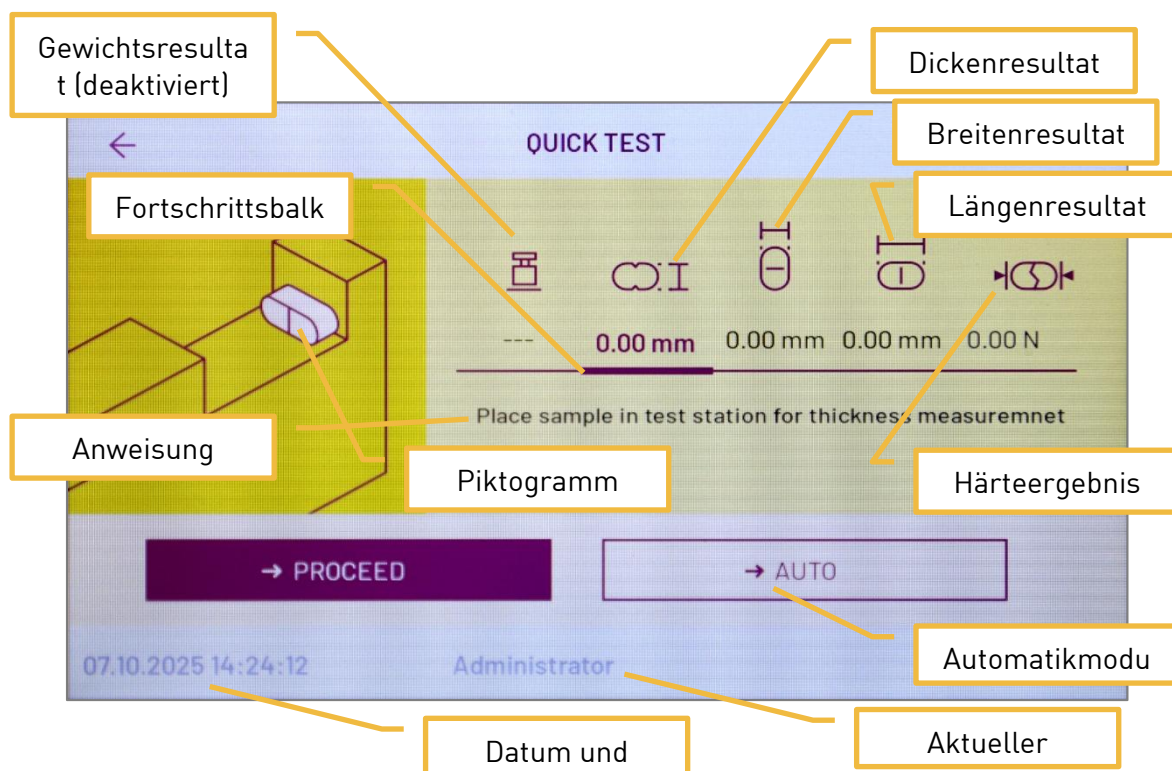 Gewichtsresulta
t (deaktiviert)
Dickenresultat
QUICK TEST
Breitenresultat
Fortschrittsbalk
Längenresultat
---
0.00 mm
0.00 mm
0.00 mm
0.00 N
Place sample in test station for thickness measuremnet
Anweisung
Piktogramm
Härteergebnis
→ PROCEED
→ AUTO
Automatikmodu
07.10.2025 14:24:12
Administrator
Datum und
Aktueller